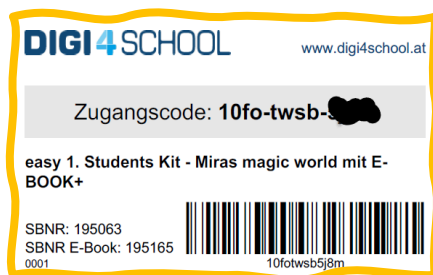 DIGI4SCHOOL
www.digi4school.at
Zugangscode: 10fo-twsb-
easy 1. Students Kit - Miras magic world mit E-
BOOK+
SBNR: 195063
SBNR E-Book: 195165
0001
10fotwsb5j8m